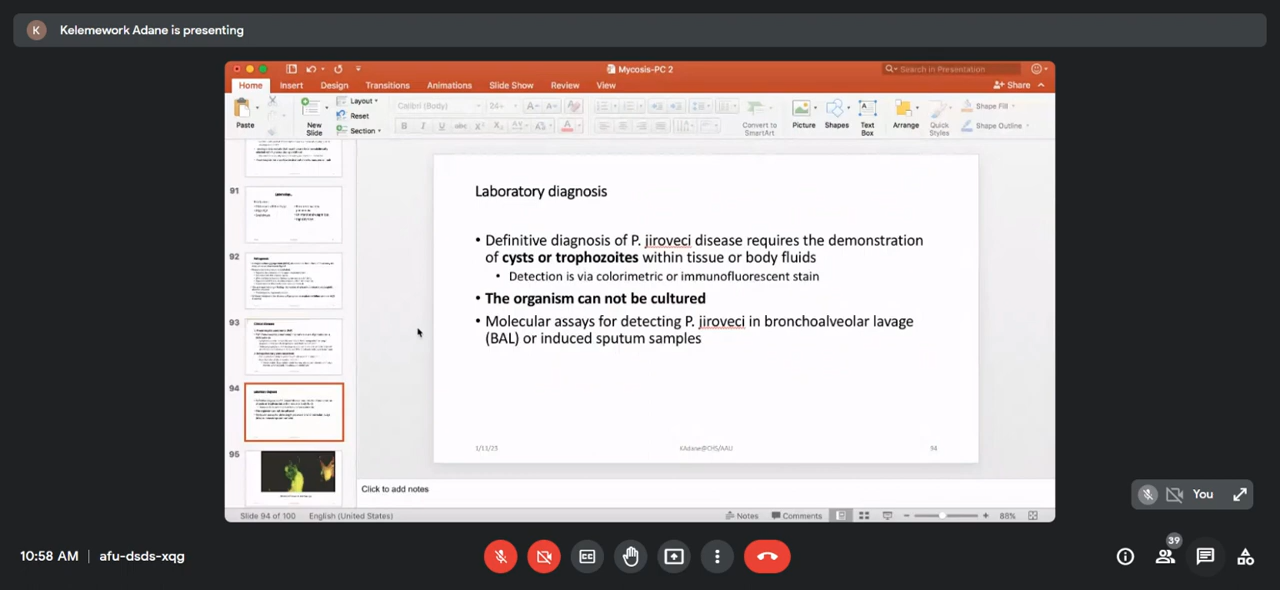 K
Kelemework Adane is presenting
Mycosis-PC 2
Search in Presentation
Home Insert Design Transitions Animations Slide Show Review View
Share
Paste
New Slide
Layout
Reset
Section
Calibri (Body)
24
Convert to SmartArt
Picture
Shapes
Text Box
Arrange
Quick Styles
Shape Fill
Shape Outline
91
92
93
94
95
Laboratory diagnosis
• Definitive diagnosis of P. jiroveci disease requires the demonstration
of cysts or trophozoites within tissue or body fluids
• Detection is via colorimetric or immunofluorescent stain
• The organism can not be cultured
• Molecular assays for detecting P. jiroveci in bronchoalveolar lavage
(BAL) or induced sputum samples
1/11/23
KAdane@CHS/AAU
94
Click to add notes
Slide 94 of 100 English (United States)
Notes Comments
88%
You
10:58 AM | afu-dsds-xqg
39